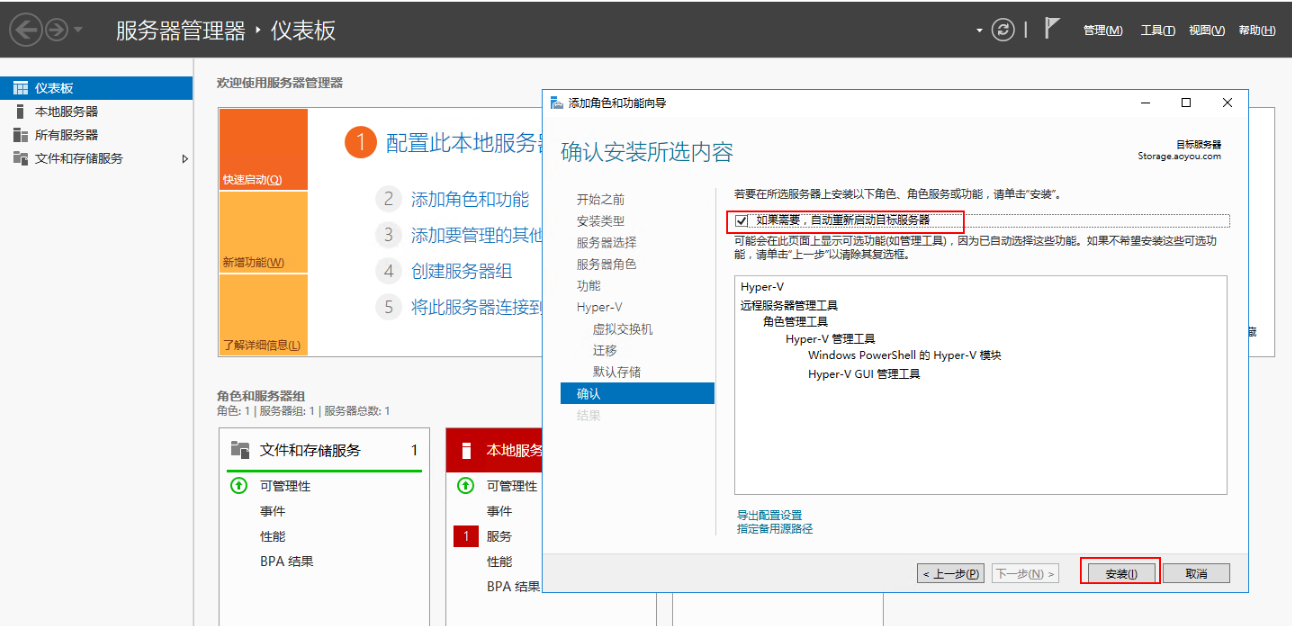 服务器管理器 · 仪表板
管理(M) 工具(T) 视图(V) 帮助(H)
仪表板
本地服务器
所有服务器
文件和存储服务
欢迎使用服务器管理器
快速启动(Q)
新增功能(W)
了解详细信息(L)
1 配置此本地服务器
2 添加角色和功能
3 添加要管理的其他
4 创建服务器组
5 将此服务器连接到
角色和服务器组
角色: 1 | 服务器组: 1 | 服务器总数: 1
文件和存储服务 1
可管理性
事件
性能
BPA 结果
本地服务
可管理性
事件
1 服务
性能
BPA 结果
添加角色和功能向导
确认安装所选内容
目标服务器
Storage.aoyou.com
开始之前
安装类型
服务器选择
服务器角色
功能
Hyper-V
虚拟交换机
迁移
默认存储
确认
结果
若要在所选服务器上安装以下角色、角色服务或功能，请单击“安装”。
如果需要，自动重新启动目标服务器
可能会在此页面上显示可选功能(如管理工具)，因为已自动选择这些功能。如果不希望安装这些可选功
能，请单击“上一步”以清除其复选框。
Hyper-V
远程服务器管理工具
角色管理工具
Hyper-V 管理工具
Windows PowerShell 的 Hyper-V 模块
Hyper-V GUI 管理工具
导出配置设置
指定备用源路径
< 上一步(P) 下一步(N) > 安装(I) 取消